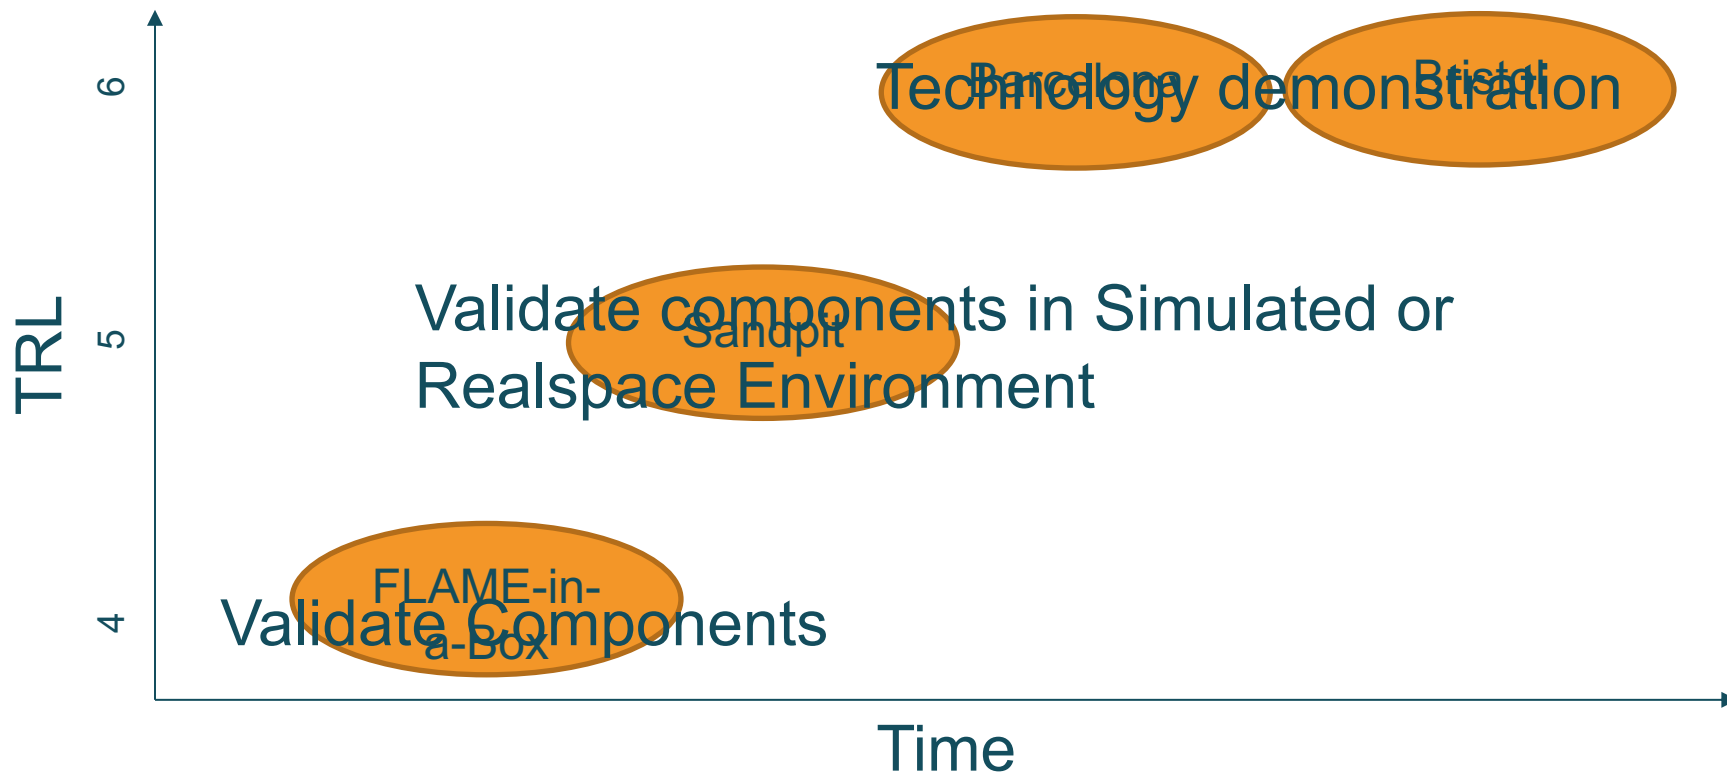 6
Barcelona
Bristol
Technology demonstration
TRL
5
Sandpit
Validate components in Simulated or
Realspace Environment
4
FLAME-in-
a-Box
Validate Components
Time